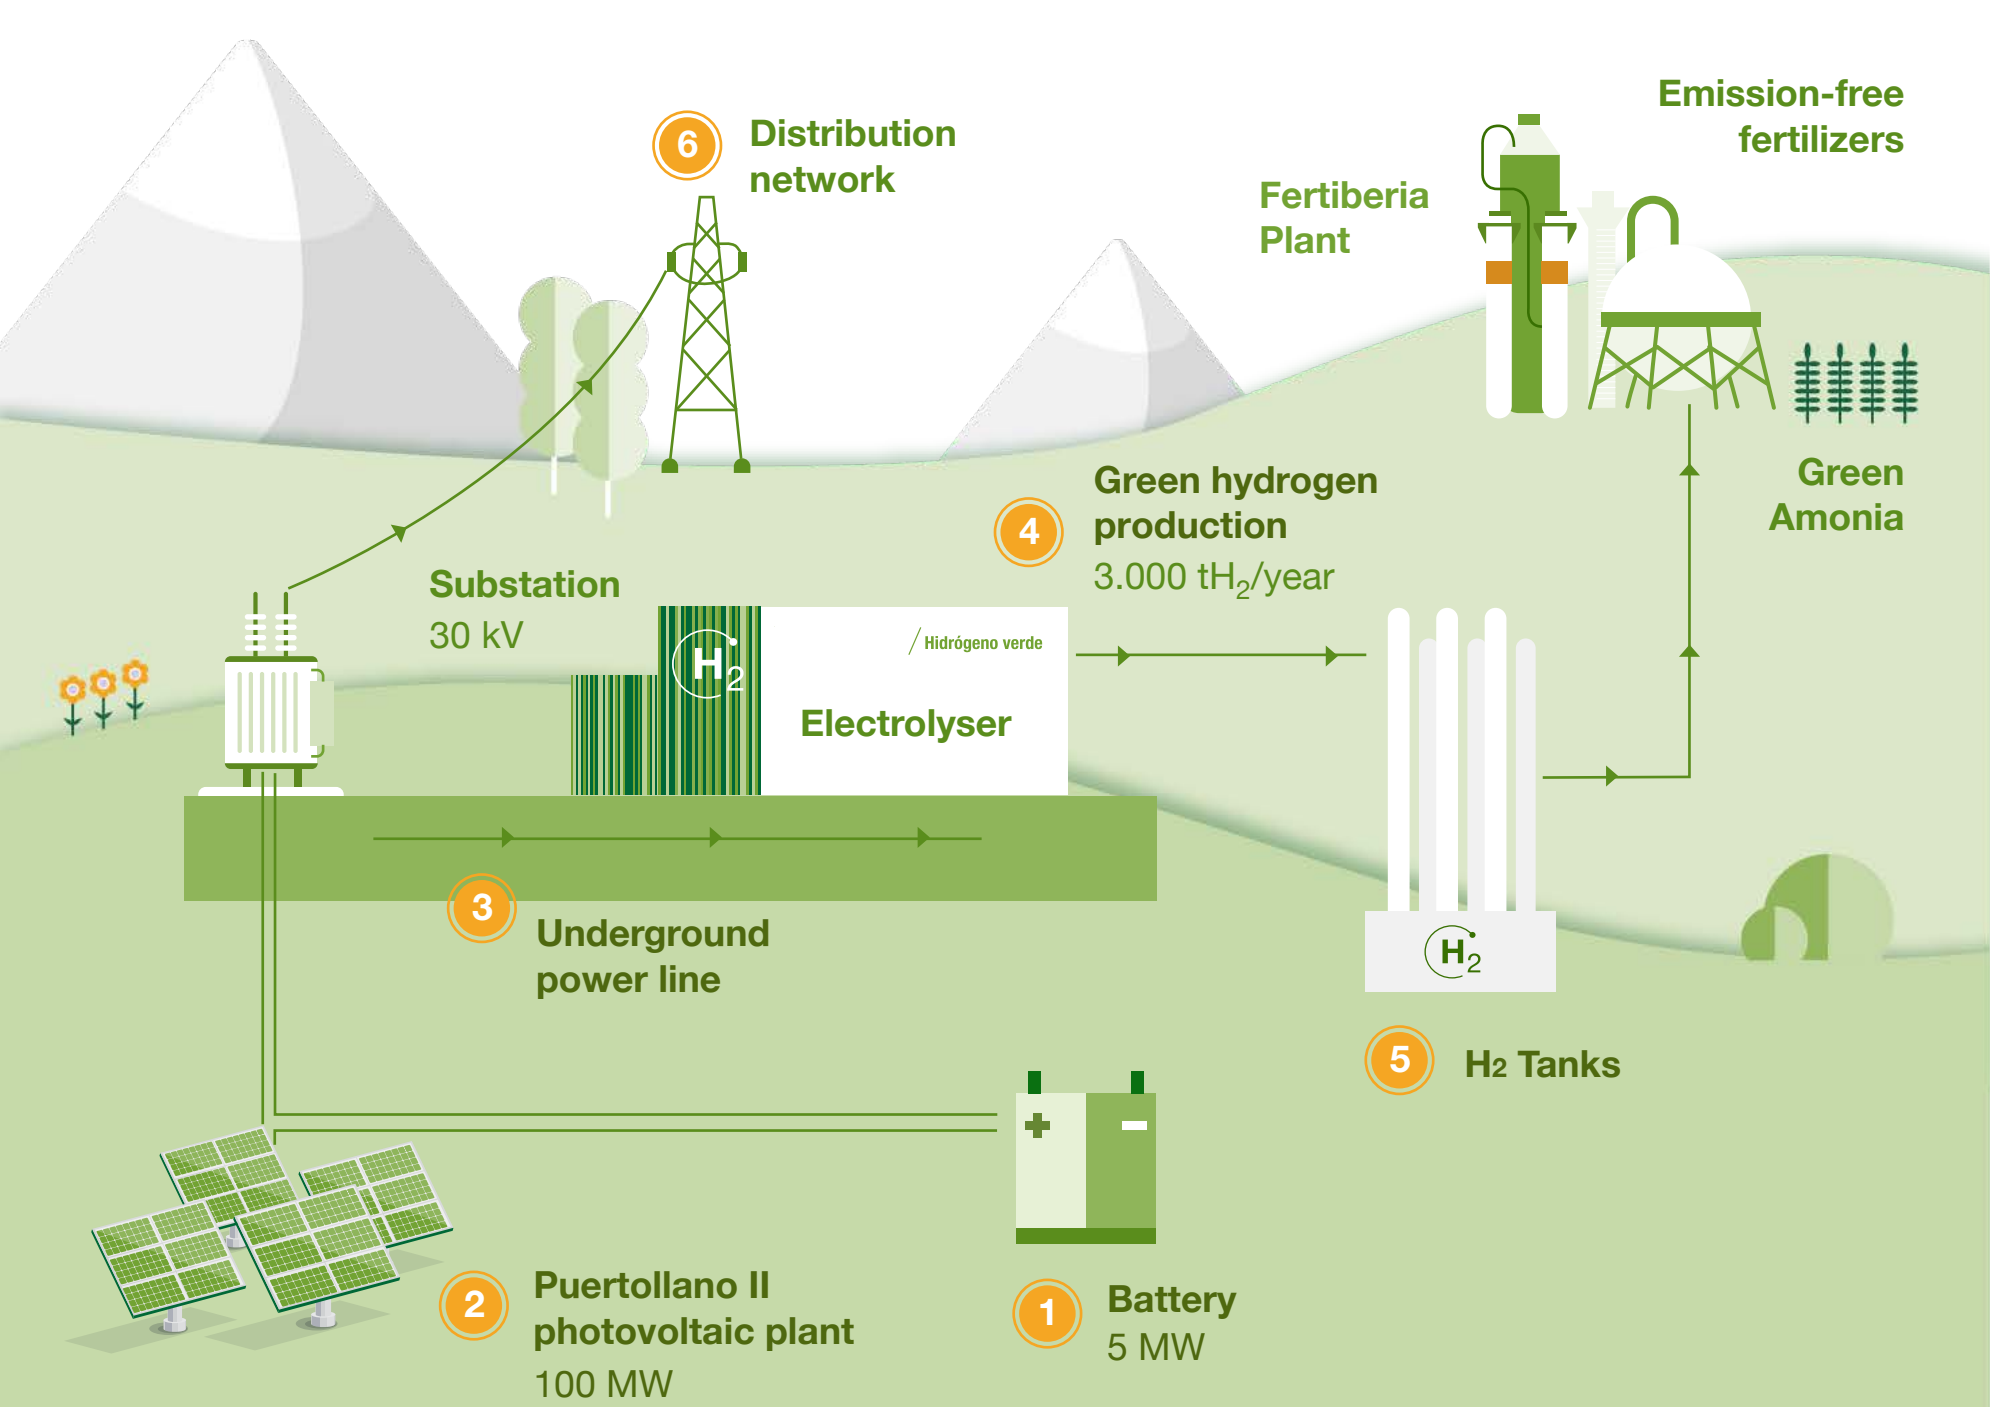 6
Distribution
network
Emission-free
fertilizers
Fertiberia
Plant
Green
Amonia
4
Green hydrogen
production
3.000 tH₂/year
Substation
30 kV
H₂
Hidrógeno verde
Electrolyser
3
Underground
power line
H₂
5
H2 Tanks
2
Puertollano II
photovoltaic plant
100 MW
1
Battery
5 MW